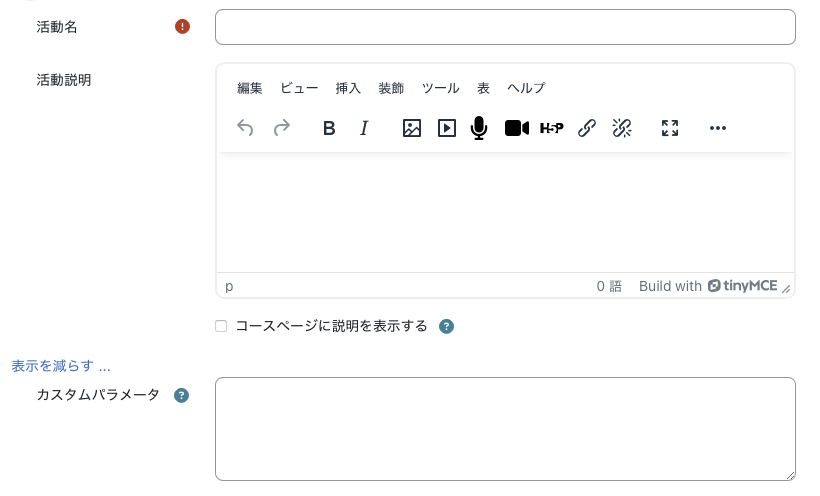 活動名
活動説明
編集 ビュー 挿入 装飾 ツール 表 ヘルプ
B I H5P
p 0 語 Build with tinyMCE
コースページに説明を表示する
表示を減らす ...
カスタムパラメータ